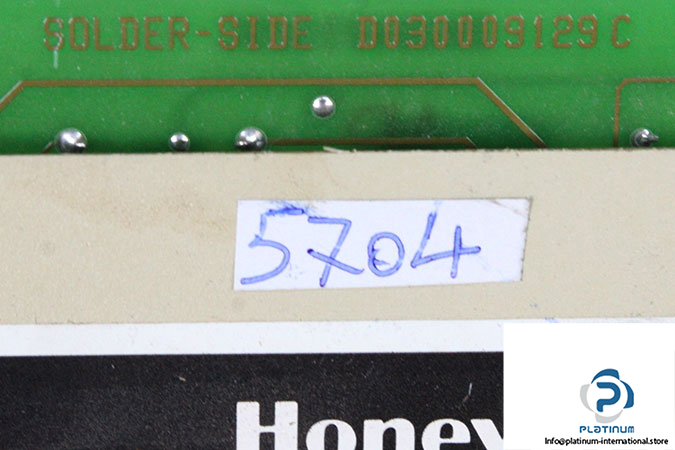 SOLDER-SIDE D030009129 C
5704
Honey
PLATINUM
Info@platinum-international.store